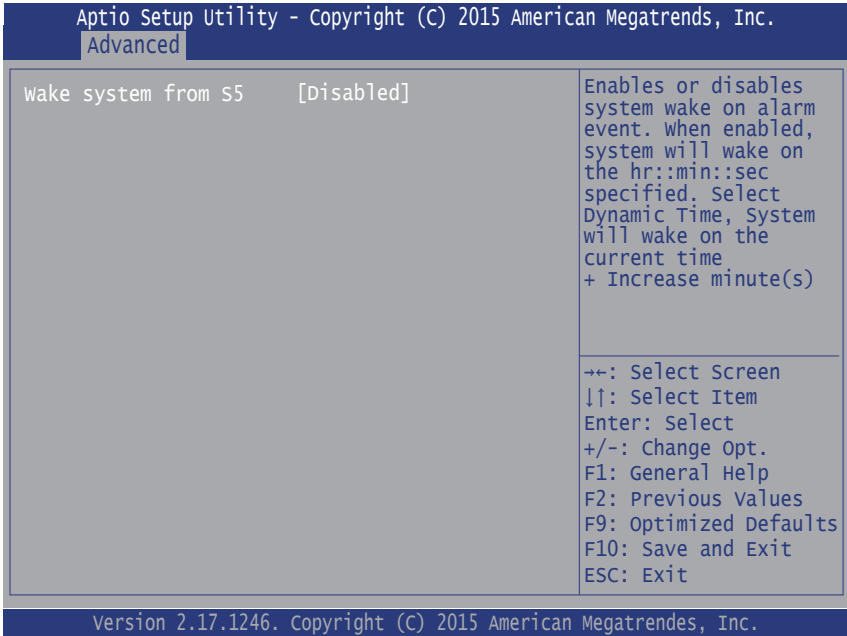 Aptio Setup Utility - Copyright (C) 2015 American Megatrends, Inc.
Advanced
Wake system from S5 [Disabled]
Enables or disables
system wake on alarm
event. When enabled,
system will wake on
the hr::min::sec
specified. Select
Dynamic Time, System
will wake on the
current time
+ Increase minute(s)
→←: Select Screen
↓↑: Select Item
Enter: Select
+/-: Change Opt.
F1: General Help
F2: Previous Values
F9: Optimized Defaults
F10: Save and Exit
ESC: Exit
Version 2.17.1246. Copyright (C) 2015 American Megatrendes, Inc.